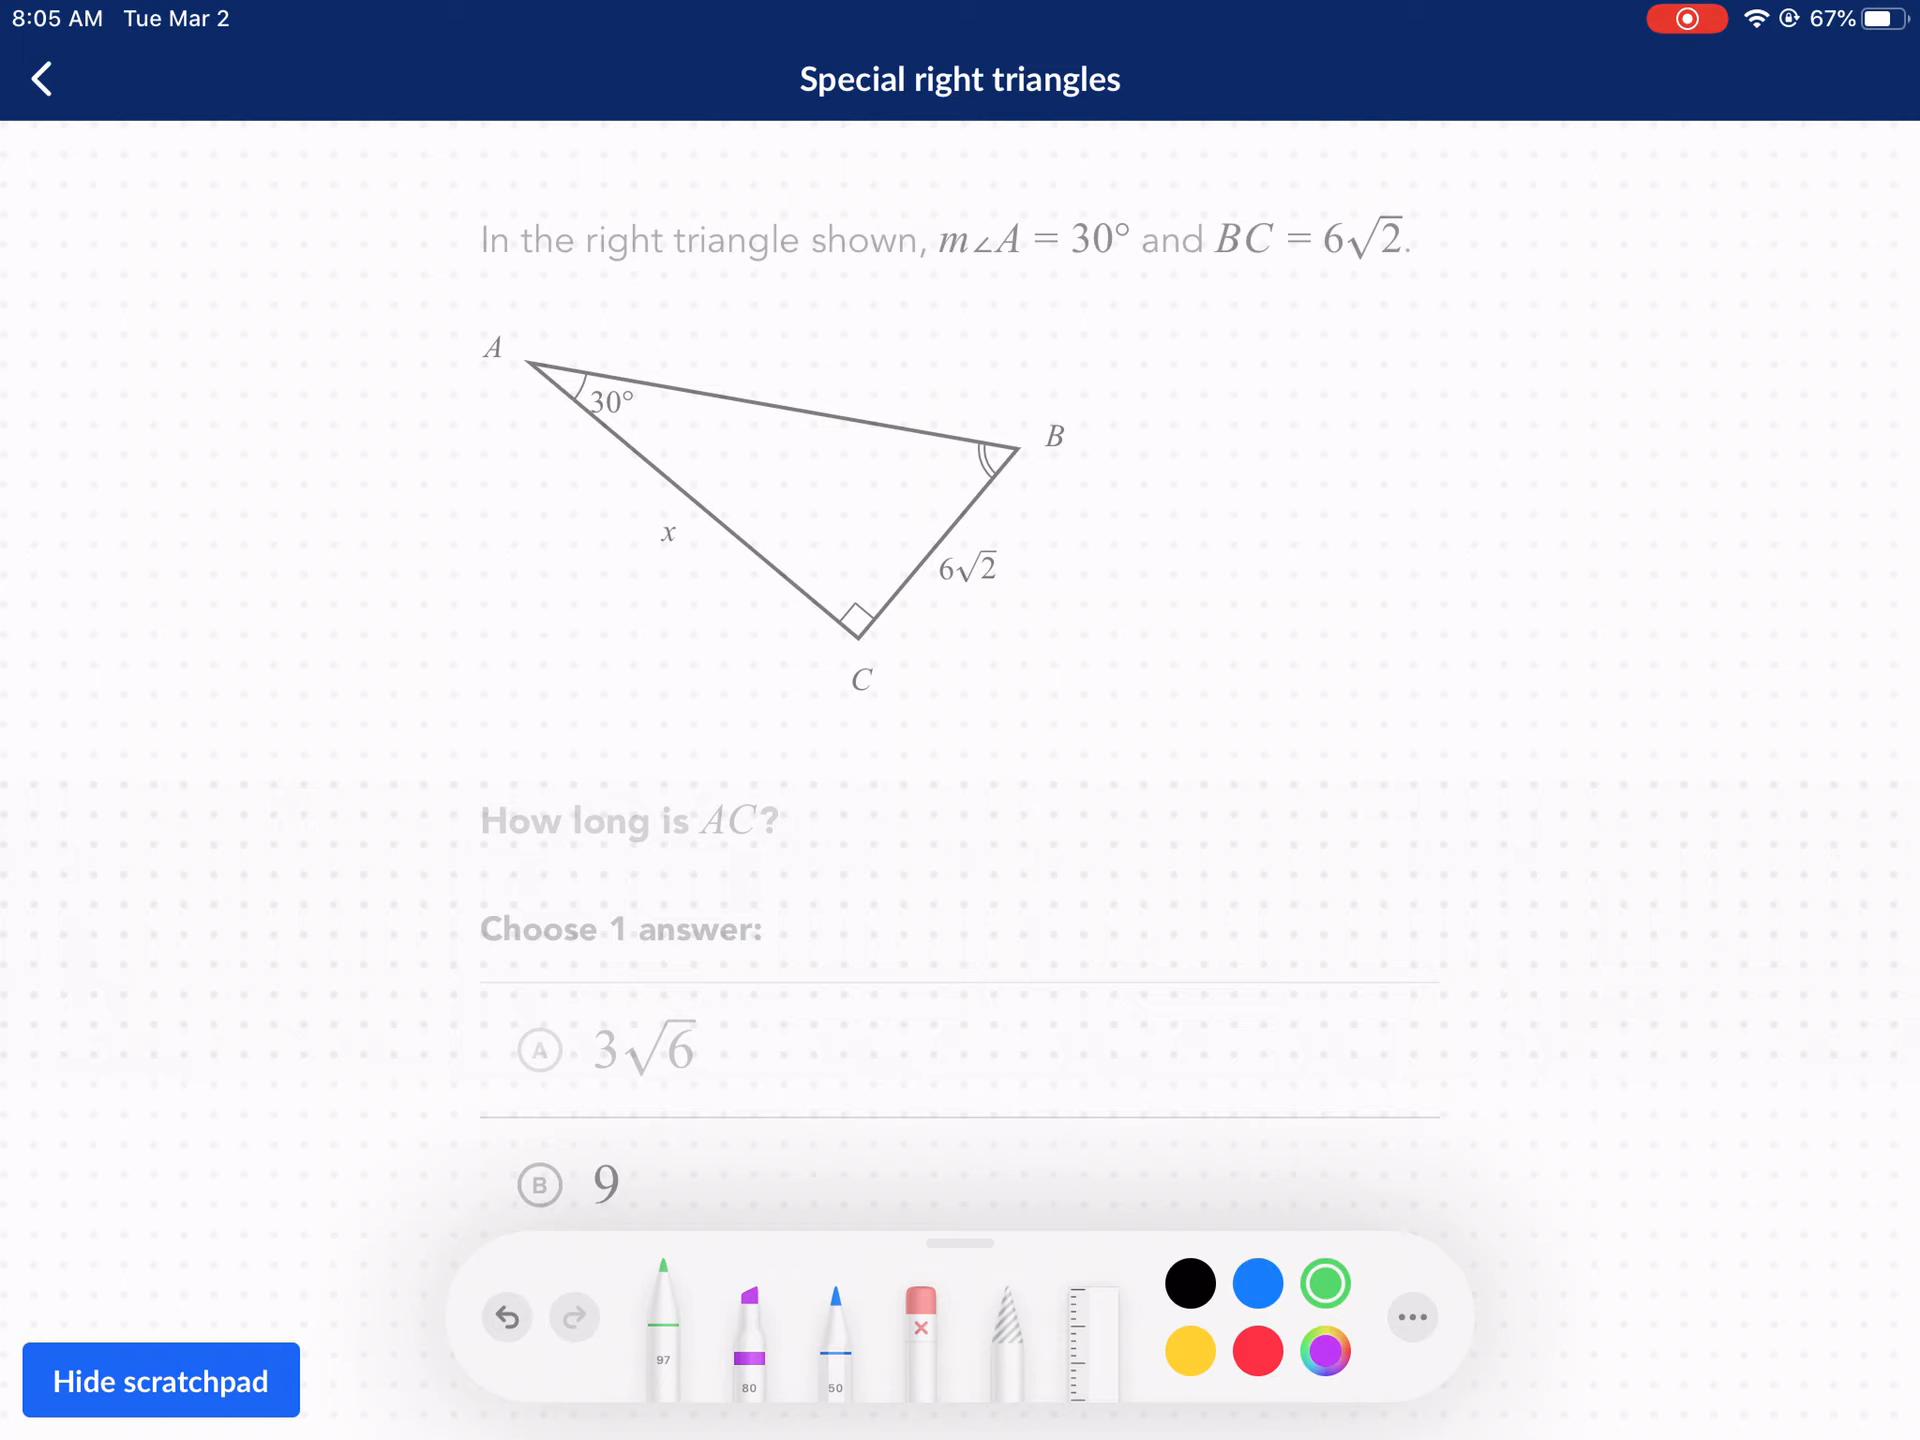 8:05 AM Tue Mar 2
67%
Special right triangles
In the right triangle shown, m∠A = 30° and BC = 6√2.
A
30°
B
x
6√2
C
How long is AC?
Choose 1 answer:
A 3√6
B 9
97
80
50
Hide scratchpad